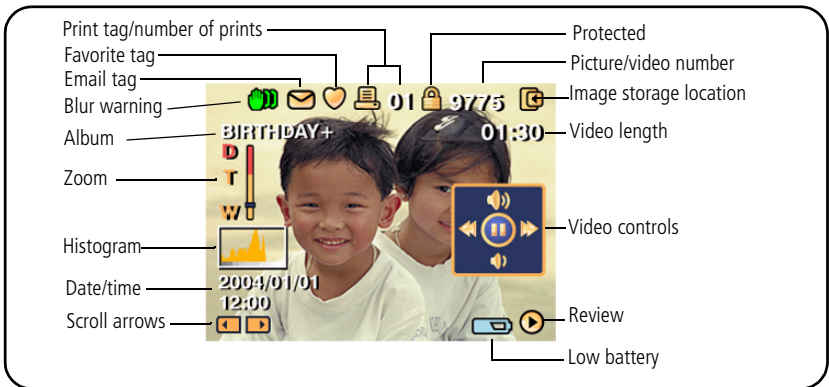 Print tag/number of prints
Favorite tag
Email tag
Blur warning
Album
Zoom
Histogram
Date/time
Scroll arrows
01 9775
BIRTHDAY+ 01:30
D
T
W
2004/01/01
12:00
Protected
Picture/video number
Image storage location
Video length
Video controls
Review
Low battery